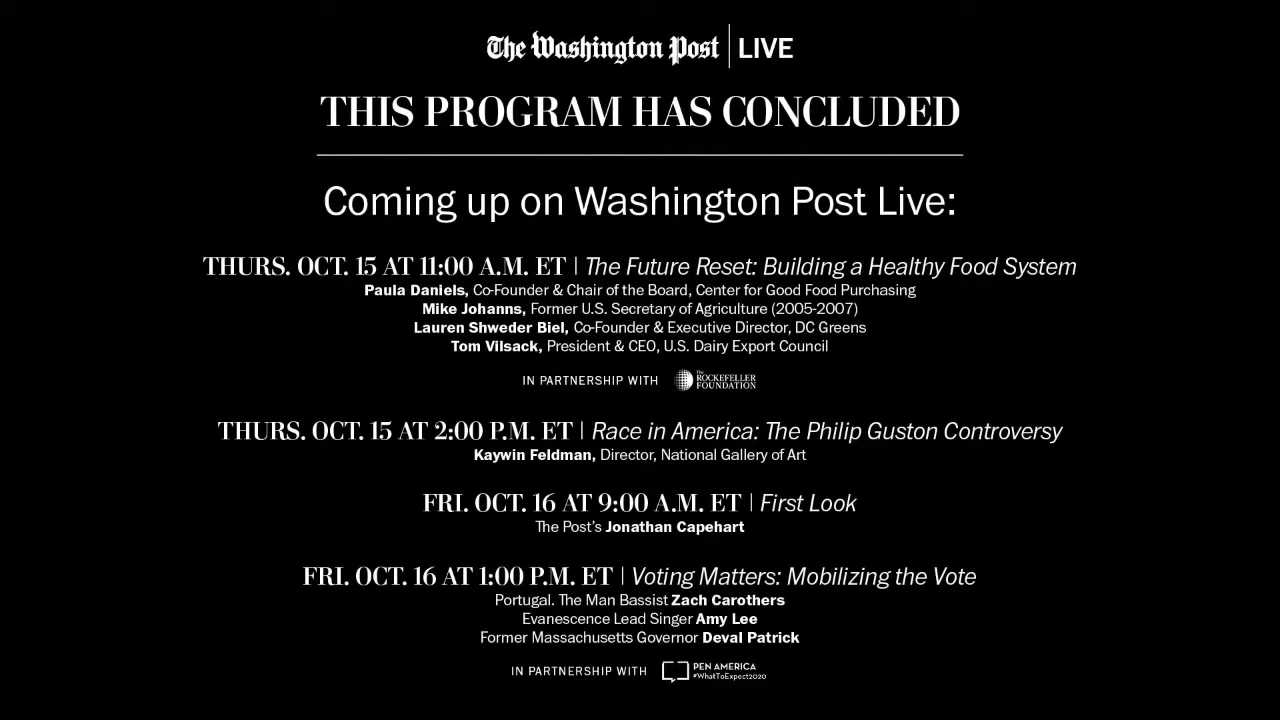 The Washington Post | LIVE
THIS PROGRAM HAS CONCLUDED
Coming up on Washington Post Live:
THURS. OCT. 15 AT 11:00 A.M. ET | The Future Reset: Building a Healthy Food System
Paula Daniels, Co-Founder & Chair of the Board, Center for Good Food Purchasing
Mike Johanns, Former U.S. Secretary of Agriculture (2005-2007)
Lauren Shweder Biel, Co-Founder & Executive Director, DC Greens
Tom Vilsack, President & CEO, U.S. Dairy Export Council
IN PARTNERSHIP WITH The ROCKEFELLER FOUNDATION
THURS. OCT. 15 AT 2:00 P.M. ET | Race in America: The Philip Guston Controversy
Kaywin Feldman, Director, National Gallery of Art
FRI. OCT. 16 AT 9:00 A.M. ET | First Look
The Post's Jonathan Capehart
FRI. OCT. 16 AT 1:00 P.M. ET | Voting Matters: Mobilizing the Vote
Portugal. The Man Bassist Zach Carothers
Evanescence Lead Singer Amy Lee
Former Massachusetts Governor Deval Patrick
IN PARTNERSHIP WITH PEN AMERICA
#WhatToExpect2020